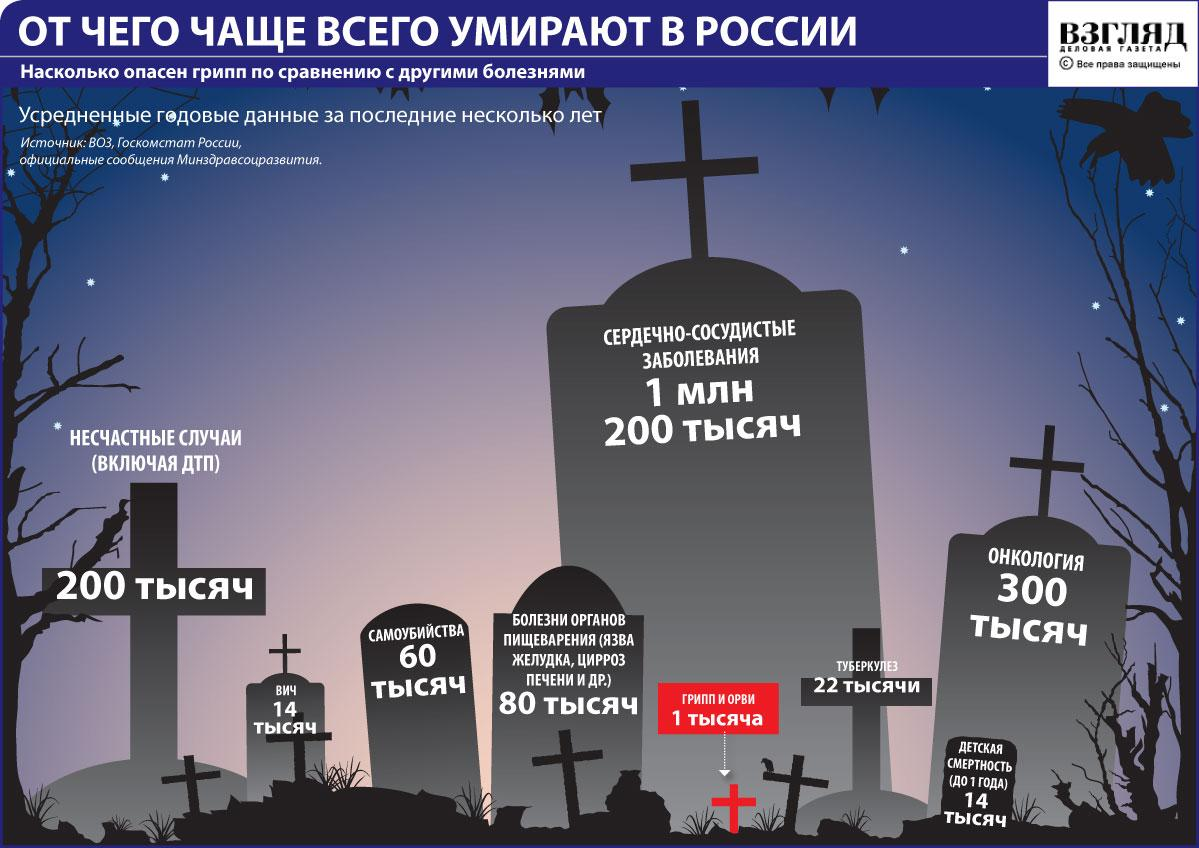 ОТ ЧЕГО ЧАЩЕ ВСЕГО УМИРАЮТ В РОССИИ
Насколько опасен грипп по сравнению с другими болезнями
ВЗГЛЯД
ДЕЛОВАЯ ГАЗЕТА
© Все права защищены
Усредненные годовые данные за последние несколько лет
Источник: ВОЗ, Госкомстат России,
официальные сообщения Минздравсоцразвития.
СЕРДЕЧНО-СОСУДИСТЫЕ
ЗАБОЛЕВАНИЯ
1 млн
200 тысяч
НЕСЧАСТНЫЕ СЛУЧАИ
(ВКЛЮЧАЯ ДТП)
200 тысяч
ВИЧ
14
тысяч
САМОУБИЙСТВА
60
тысяч
БОЛЕЗНИ ОРГАНОВ
ПИЩЕВАРЕНИЯ (ЯЗВА
ЖЕЛУДКА, ЦИРРОЗ
ПЕЧЕНИ И ДР.)
80 тысяч
ГРИПП И ОРВИ
1 тысяча
ТУБЕРКУЛЕЗ
22 тысячи
ОНКОЛОГИЯ
300
тысяч
ДЕТСКАЯ
СМЕРТНОСТЬ
(ДО 1 ГОДА)
14
тысяч